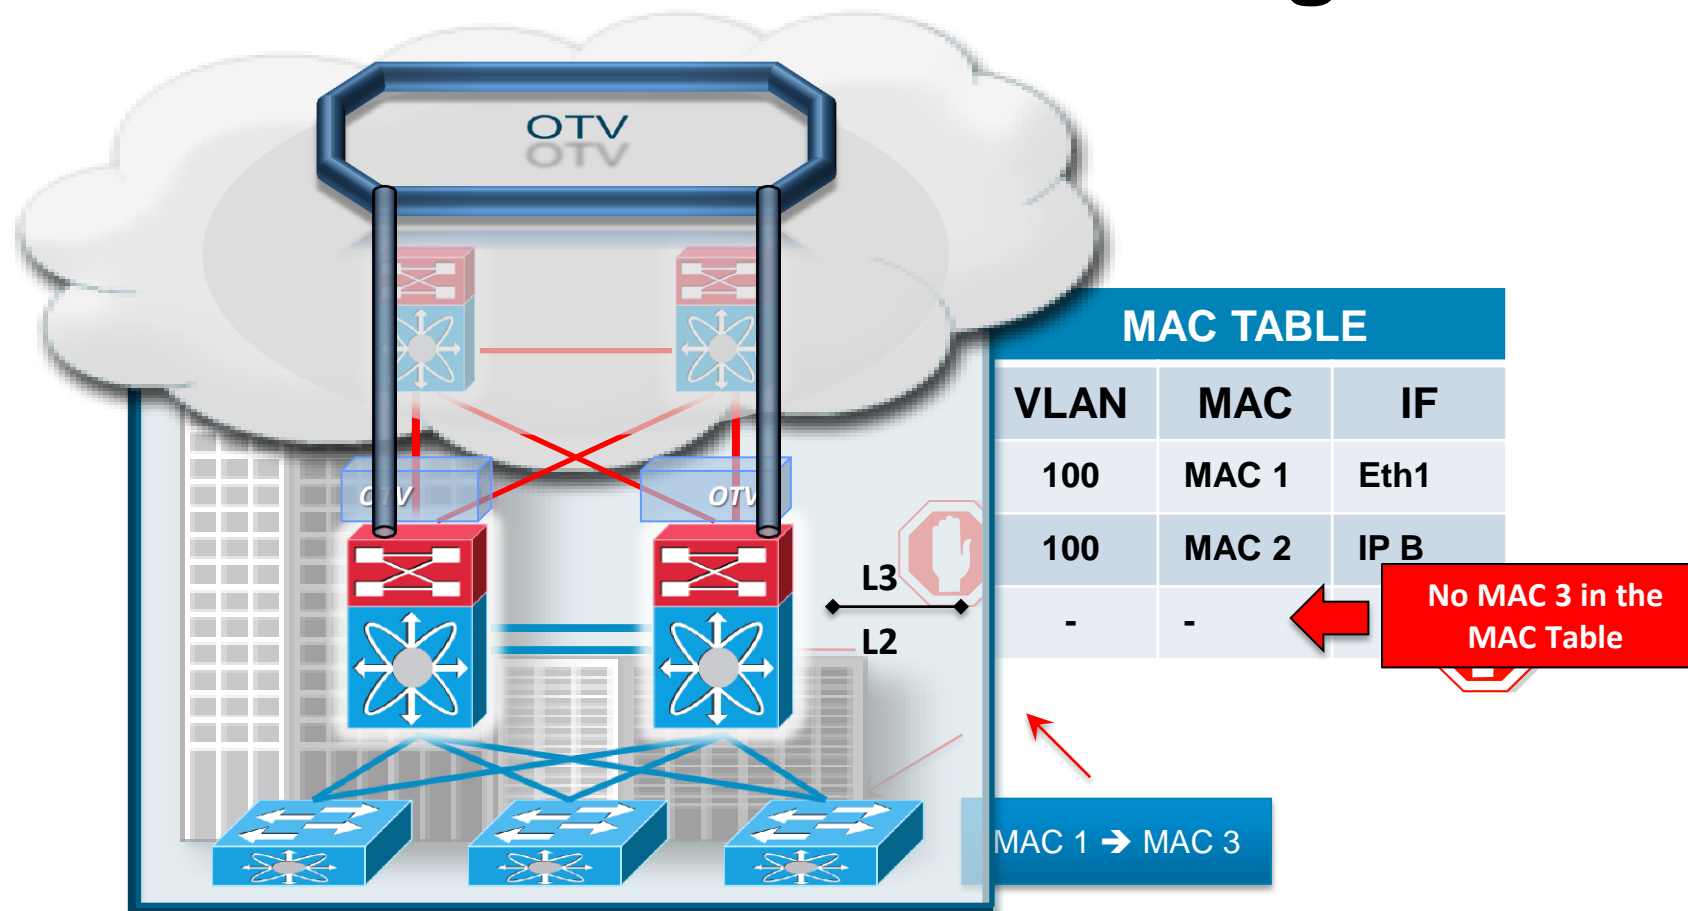 OTV
MAC TABLE
VLAN MAC IF
100 MAC 1 Eth1
100 MAC 2 IP B
- -
No MAC 3 in the
MAC Table
OTV
OTV
L3
L2
MAC 1 ➔ MAC 3